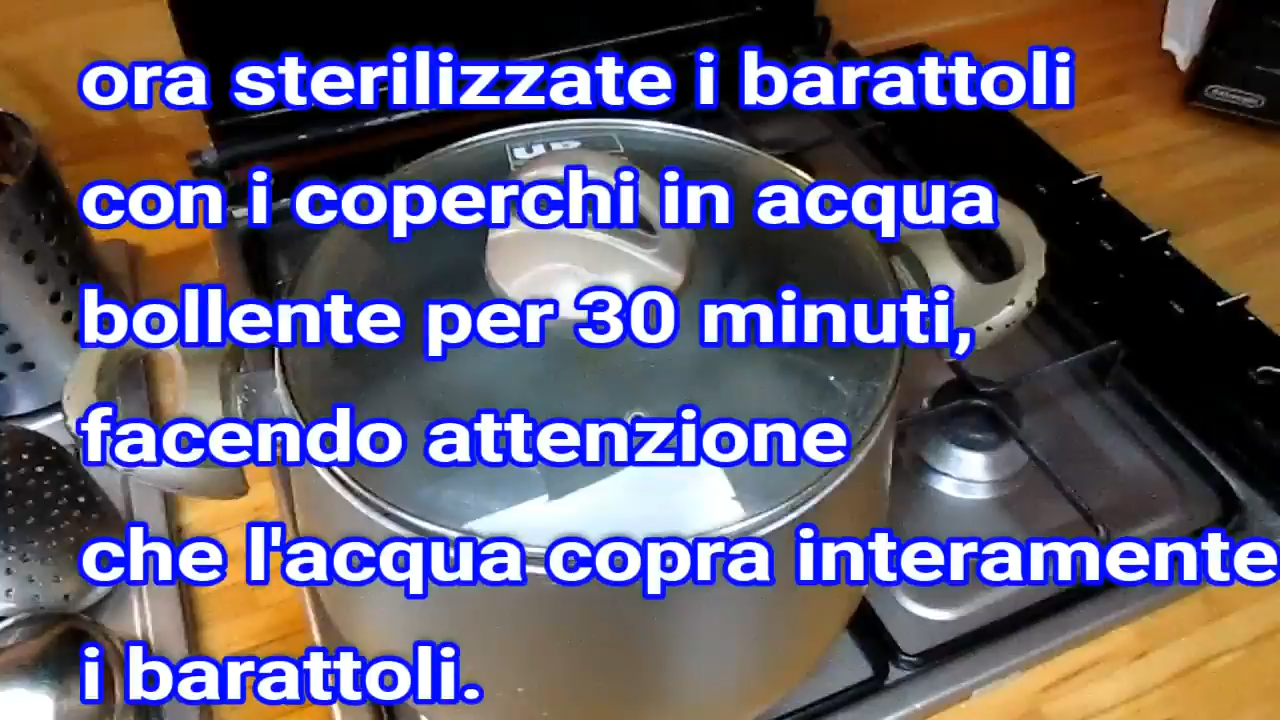 ora sterilizzate i barattoli
con i coperchi in acqua
bollente per 30 minuti,
facendo attenzione
che l'acqua copra interamente
i barattoli.